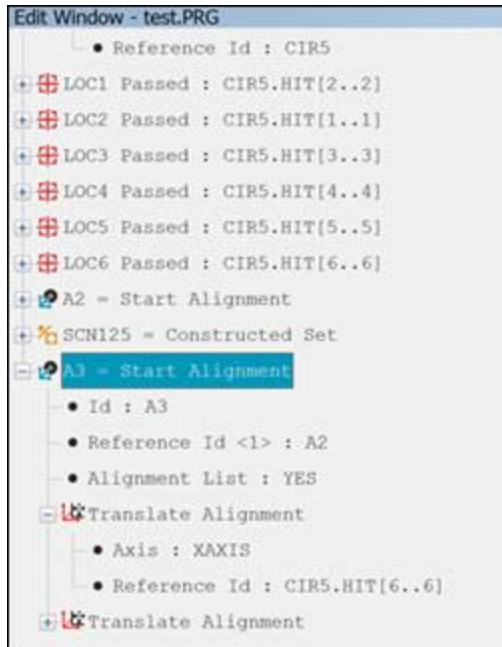 Edit Window - test.PRG
Reference Id : CIR5
LOC1 Passed : CIR5.HIT[2..2]
LOC2 Passed : CIR5.HIT[1..1]
LOC3 Passed : CIR5.HIT[3..3]
LOC4 Passed : CIR5.HIT[4..4]
LOC5 Passed : CIR5.HIT[5..5]
LOC6 Passed : CIR5.HIT[6..6]
A2 = Start Alignment
SCN125 = Constructed Set
A3 = Start Alignment
Id : A3
Reference Id <1> : A2
Alignment List : YES
Translate Alignment
Axis : XAXIS
Reference Id : CIR5.HIT[6..6]
Translate Alignment